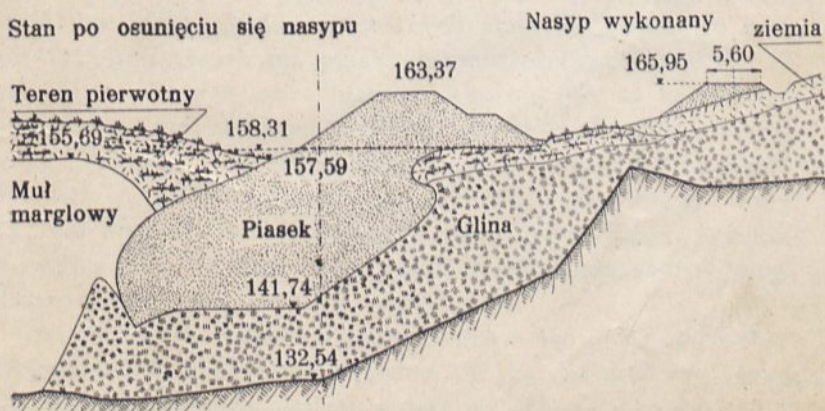 Stan po osunięciu się nasypu
Nasyp wykonany
ziemia
163,37
165,95
5,60
Teren pierwotny
155,69
158,31
157,59
Muł
marglowy
Piasek
Glina
141,74
132,54